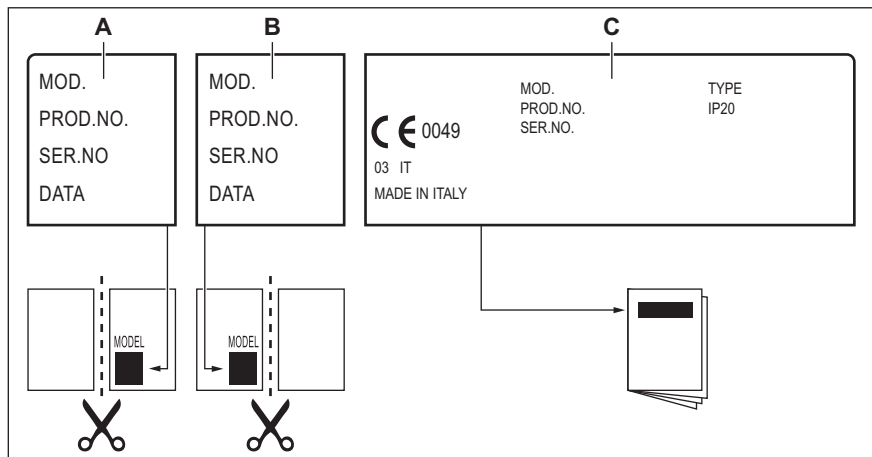 A
B
C
MOD.
PROD.NO.
SER.NO
DATA
MOD.
PROD.NO.
SER.NO
DATA
MOD.
PROD.NO.
SER.NO.
TYPE
IP20
CE 0049
03 IT
MADE IN ITALY
MODEL
MODEL